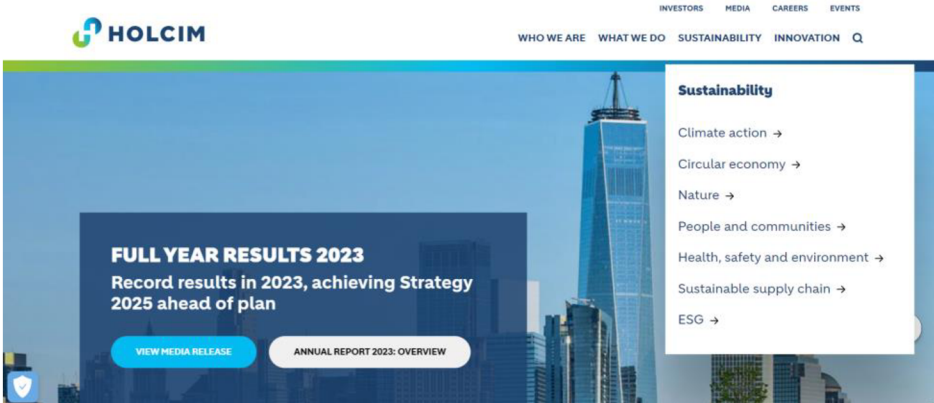 INVESTORS MEDIA CAREERS EVENTS
HOLCIM
WHO WE ARE WHAT WE DO SUSTAINABILITY INNOVATION
Sustainability
Climate action →
Circular economy →
Nature →
People and communities →
Health, safety and environment →
Sustainable supply chain →
ESG →
FULL YEAR RESULTS 2023
Record results in 2023, achieving Strategy
2025 ahead of plan
VIEW MEDIA RELEASE ANNUAL REPORT 2023: OVERVIEW